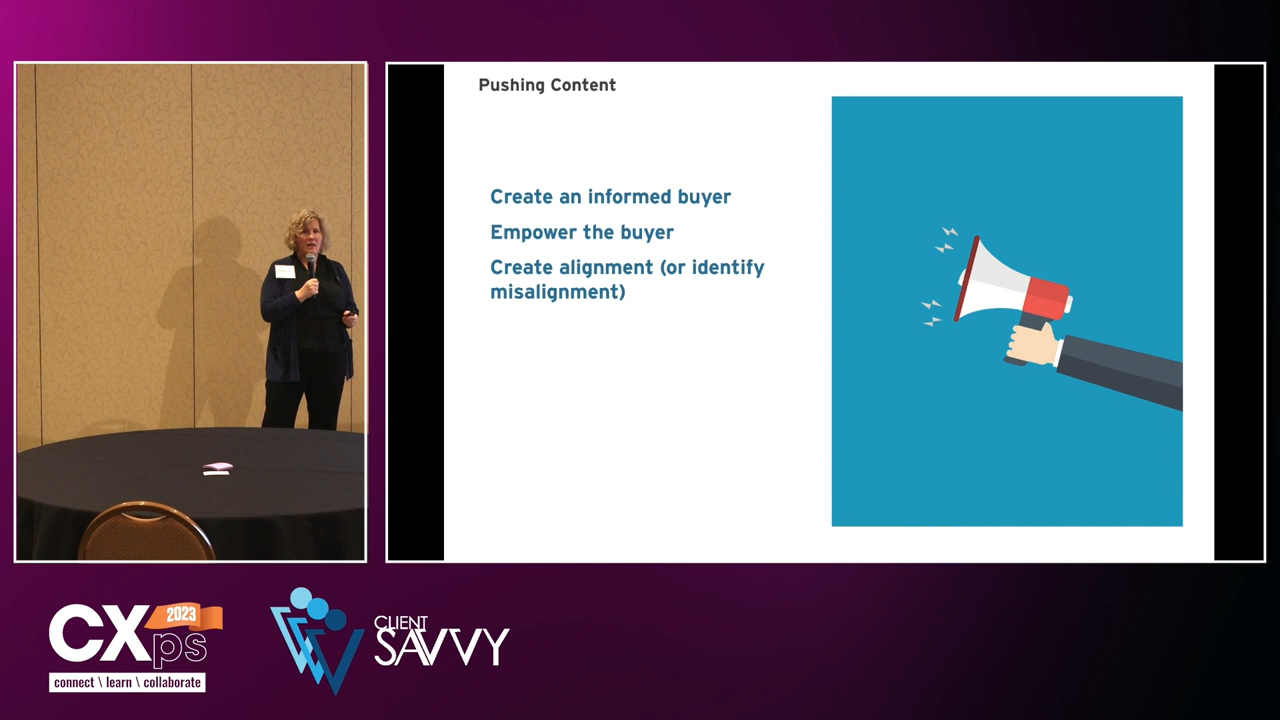 Pushing Content
Create an informed buyer
Empower the buyer
Create alignment (or identify
misalignment)
CX
2023
ps
connect \ learn \ collaborate
CLIENT
SAVVY